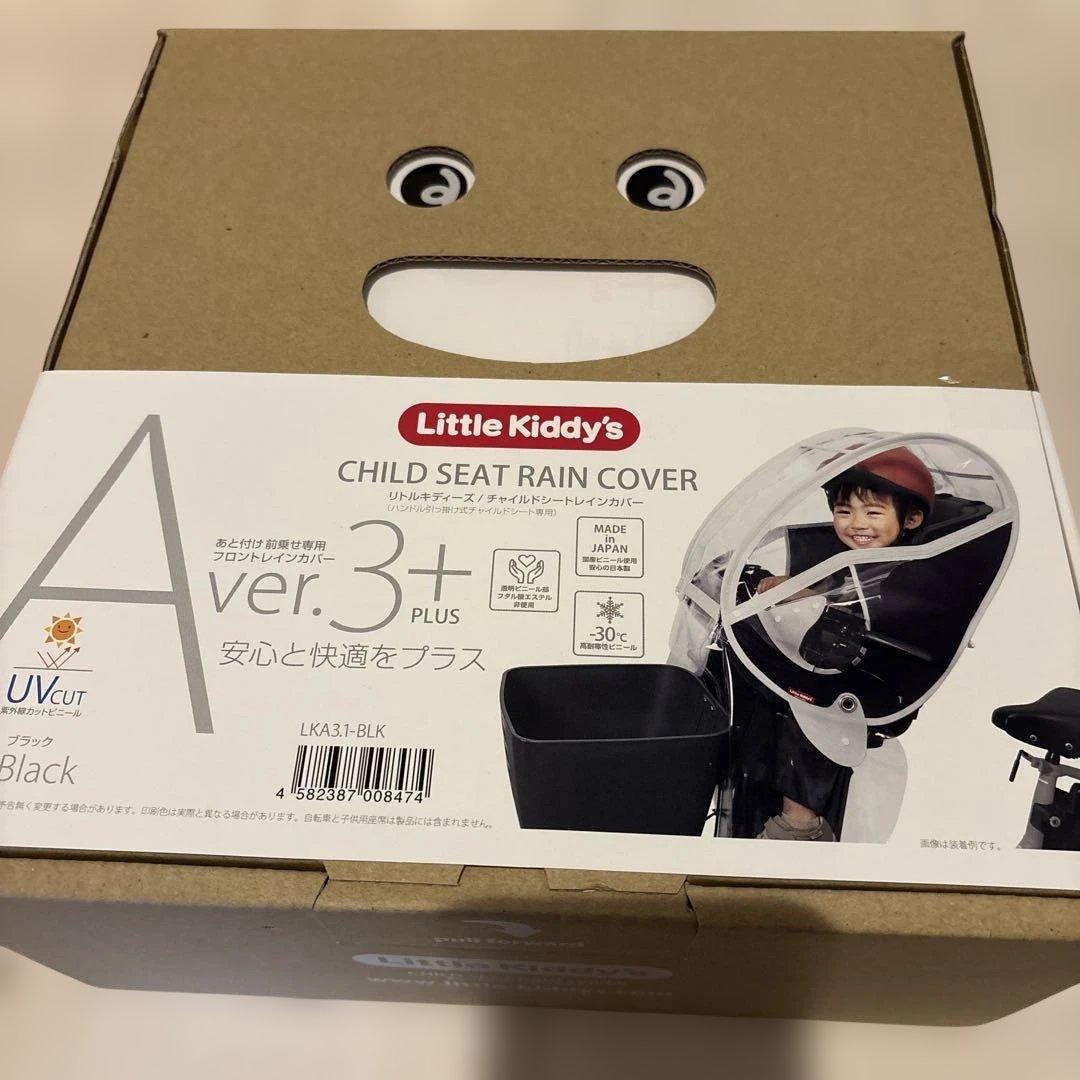 a a
Little Kiddy's
CHILD SEAT RAIN COVER
リトルキディーズ / チャイルドシートレインカバー
(ハンドル引っ掛け式チャイルドシート専用)
あと付け前乗せ専用
フロントレインカバー
A ver.3+
PLUS
安心と快適をプラス
透明ビニール部
フタル酸エステル
非使用
MADE
in
JAPAN
国産ビニール使用
安心の日本製
-30℃
高耐寒性ビニール
UV CUT
紫外線カットビニール
ブラック
Black
LKA3.1-BLK
4 582387 008474
Little Kiddy's
予告無く変更する場合があります。印刷色は実際と異なる場合があります。自転車と子供用座席は製品には含まれません。
画像は装着例です。
pull forward
Little Kiddy's